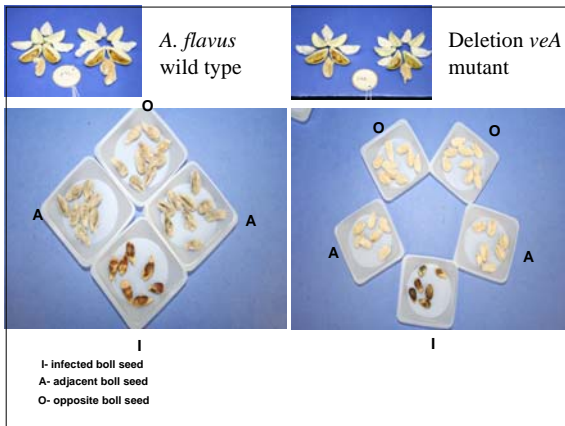 A. flavus
wild type
Deletion veA
mutant
O
A
A
I
O
O
A
A
I
I- infected boll seed
A- adjacent boll seed
O- opposite boll seed